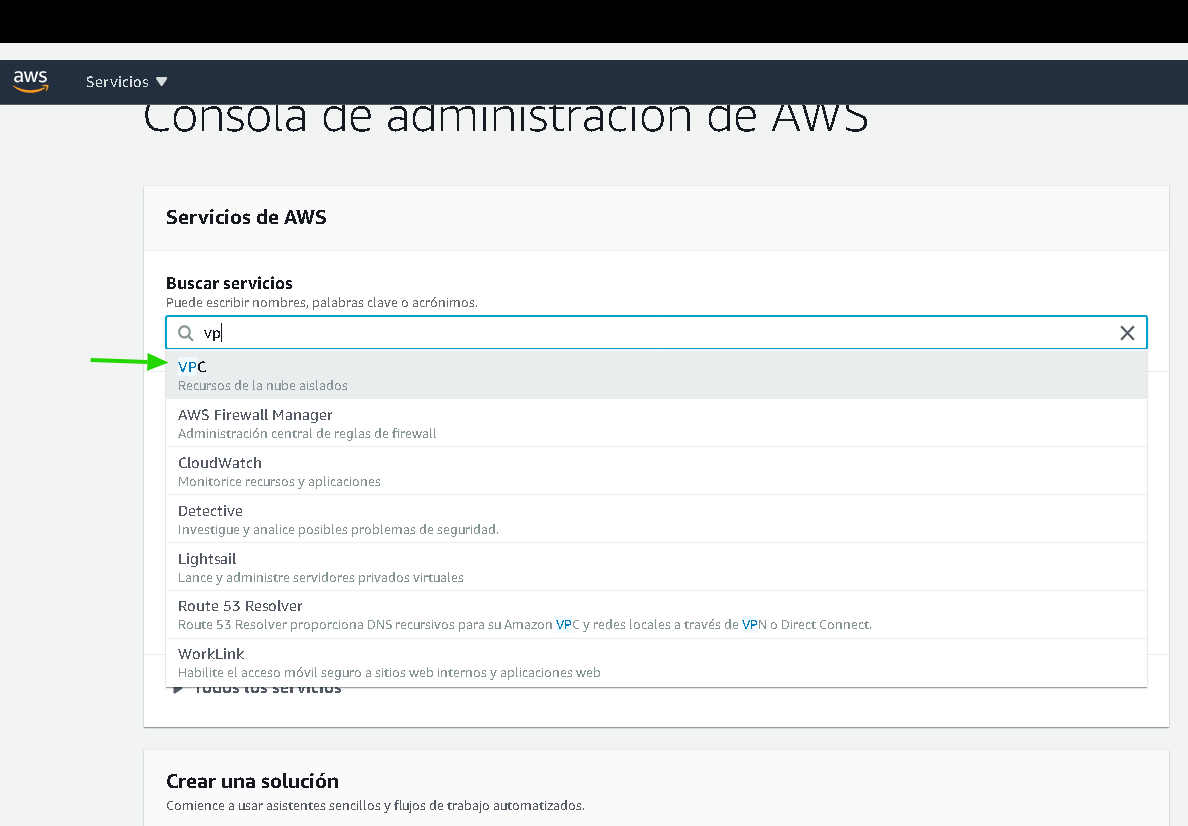 aws
Servicios
Consola de administración de AWS
Servicios de AWS
Buscar servicios
Puede escribir nombres, palabras clave o acrónimos.
vp
VPC
Recursos de la nube aislados
AWS Firewall Manager
Administración central de reglas de firewall
CloudWatch
Monitorice recursos y aplicaciones
Detective
Investigue y analice posibles problemas de seguridad.
Lightsail
Lance y administre servidores privados virtuales
Route 53 Resolver
Route 53 Resolver proporciona DNS recursivos para su Amazon VPC y redes locales a través de VPN o Direct Connect.
WorkLink
Habilite el acceso móvil seguro a sitios web internos y aplicaciones web
Todos los servicios
Crear una solución
Comience a usar asistentes sencillos y flujos de trabajo automatizados.